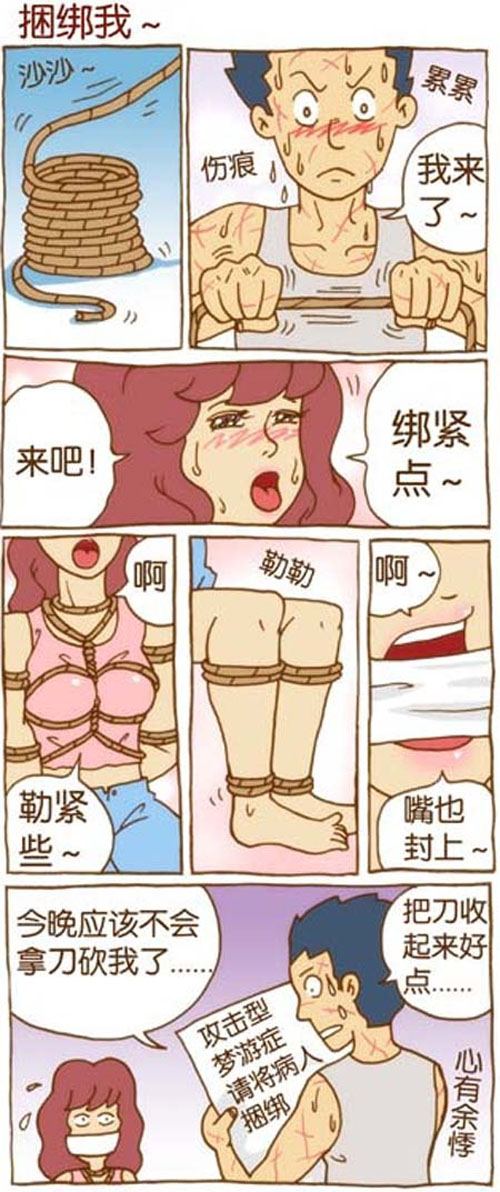 捆绑我~
沙沙~
累累
伤痕
我来
了~
来吧!
绑紧
点~
啊
勒紧
些~
勒勒
啊~
嘴也
封上~
今晚应该不会
拿刀砍我了……
把刀收
起来好
点……
攻击型
梦游症
请将病人
捆绑
心有余悸